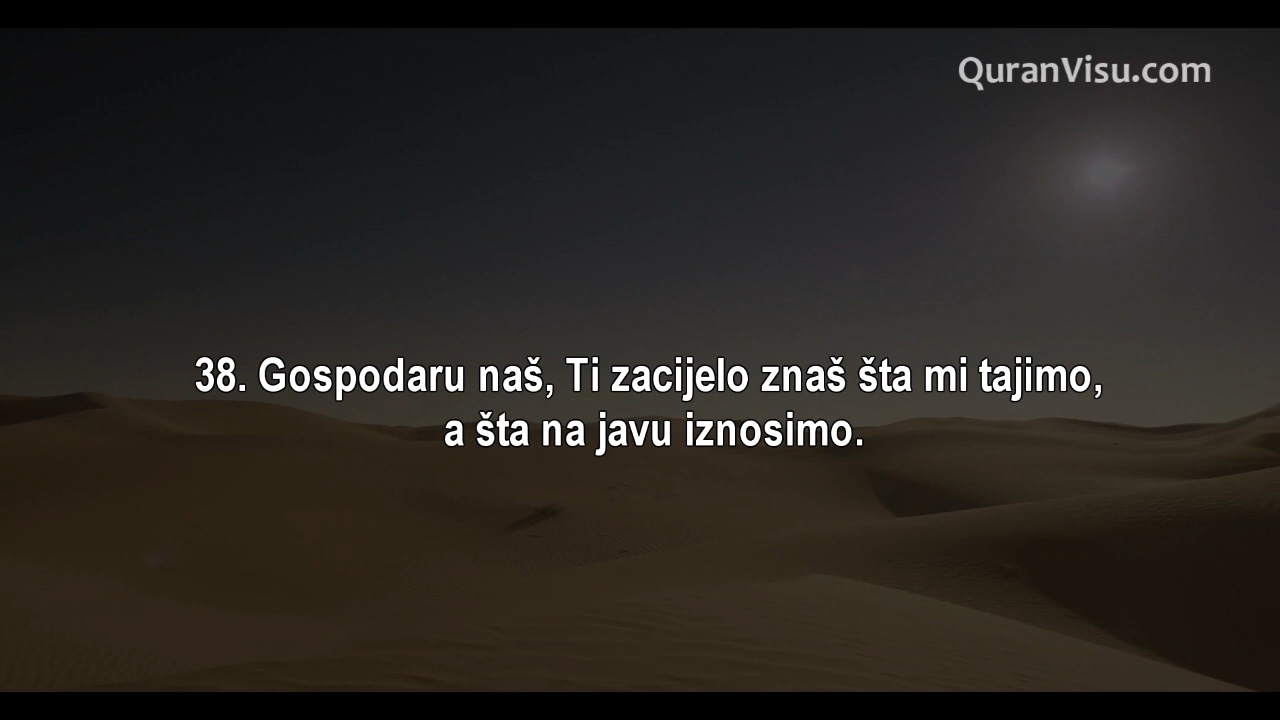 QuranVisu.com
38. Gospodaru naš, Ti zacijelo znaš šta mi tajimo,
a šta na javu iznosimo.